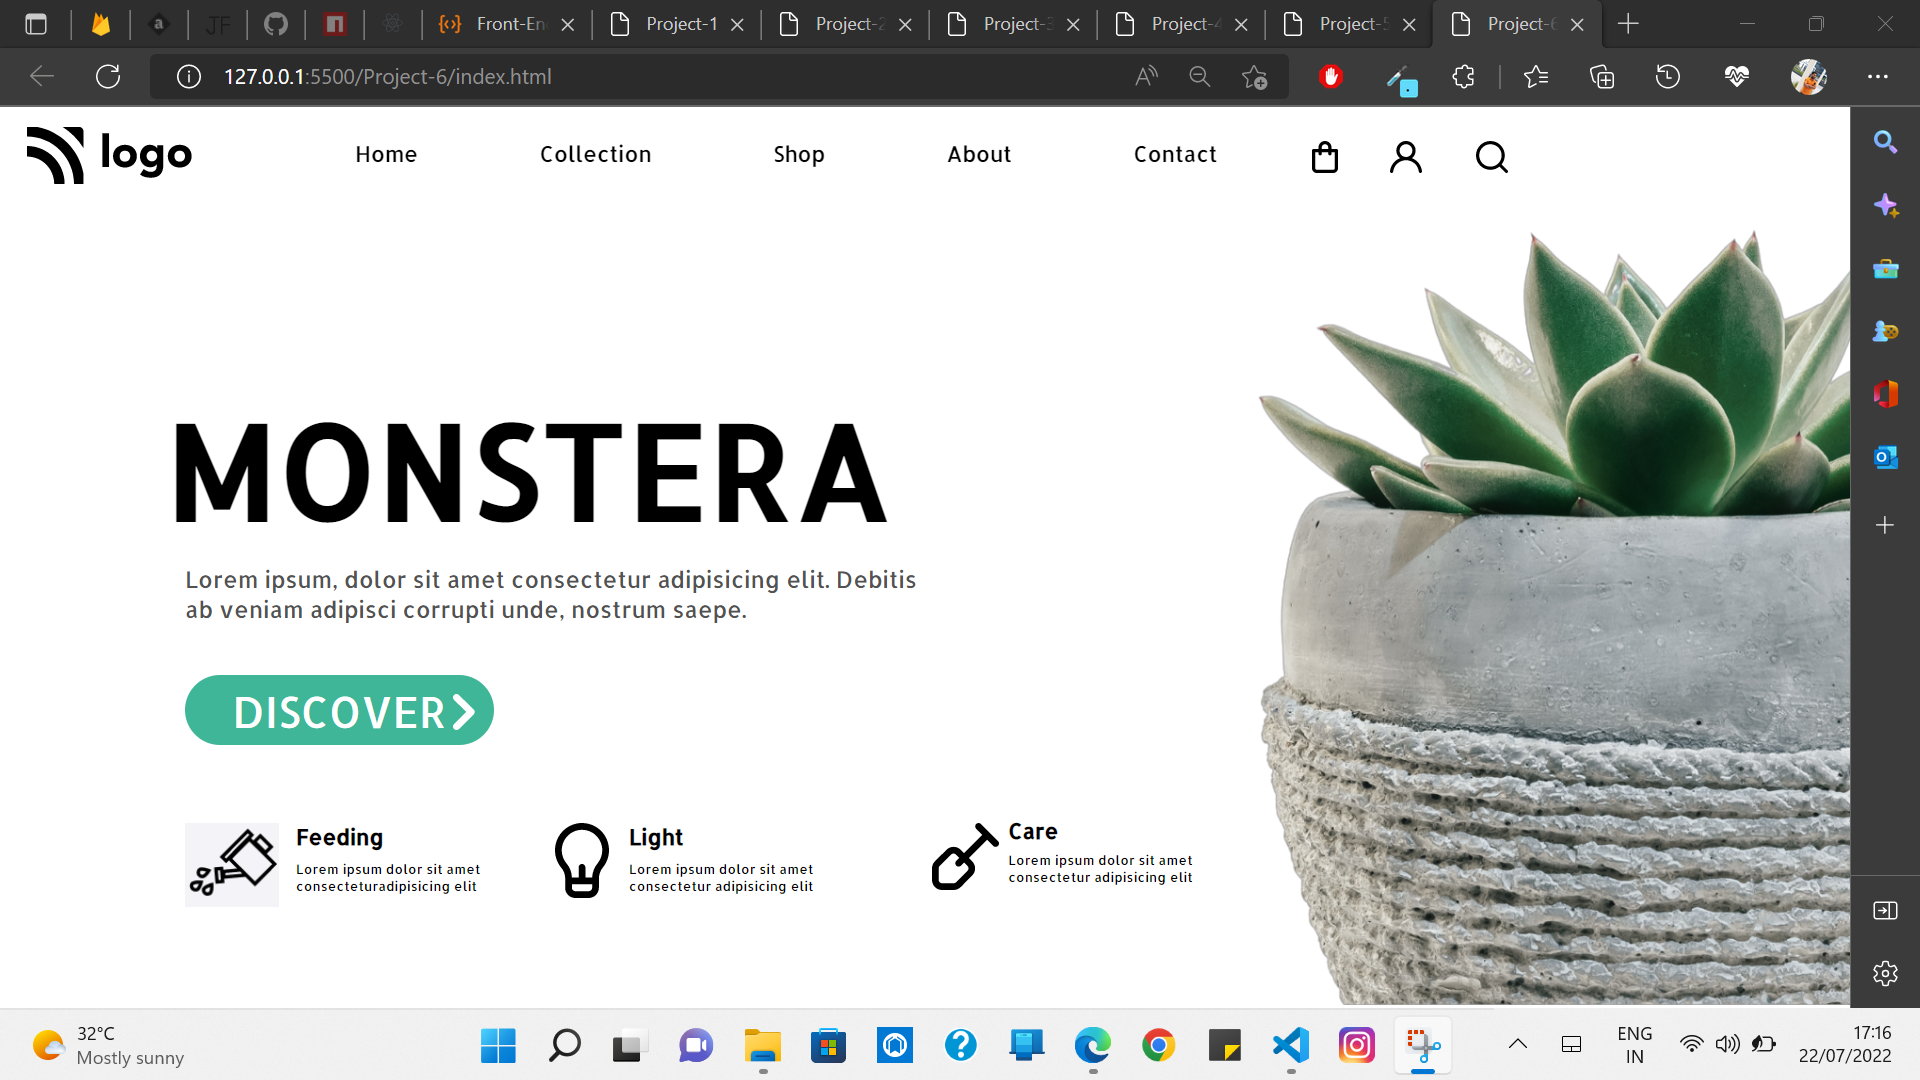 JF
Front-En
Project-1
Project-2
Project-3
Project-4
Project-5
Project-6
127.0.0.1:5500/Project-6/index.html
logo
Home
Collection
Shop
About
Contact
MONSTERA
Lorem ipsum, dolor sit amet consectetur adipisicing elit. Debitis
ab veniam adipisci corrupti unde, nostrum saepe.
DISCOVER
Feeding
Lorem ipsum dolor sit amet
consecteturadipisicing elit
Light
Lorem ipsum dolor sit amet
consectetur adipisicing elit
Care
Lorem ipsum dolor sit amet
consectetur adipisicing elit
32°C
Mostly sunny
ENG
IN
17:16
22/07/2022